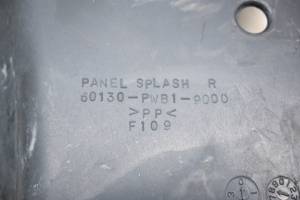 PANEL SPLASH R
60130-PWB1-9000
>PP<
F109